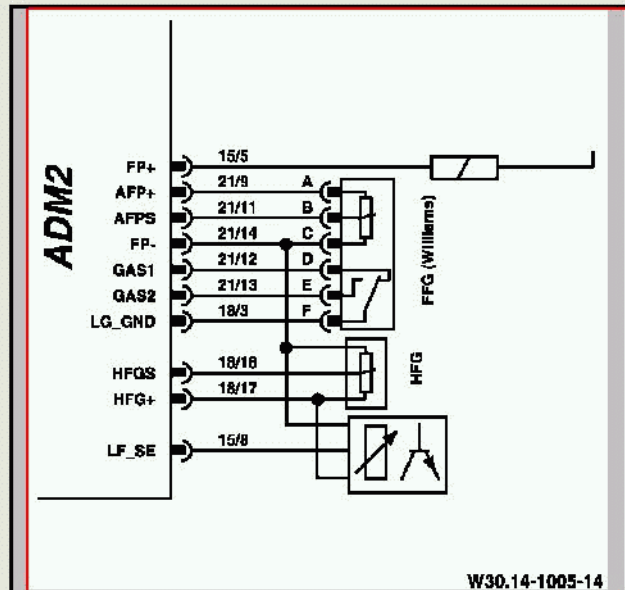 ADM2
FP+ 15/5
AFP+ 21/9 A
AFPS 21/11 B
FP- 21/14 C
GAS1 21/12 D
GAS2 21/13 E
LG_GND 18/3 F
FFG (Williams)
HFGS 18/18
HFG+ 18/17
HFG
LF_SE 15/8
W30.14-1005-14